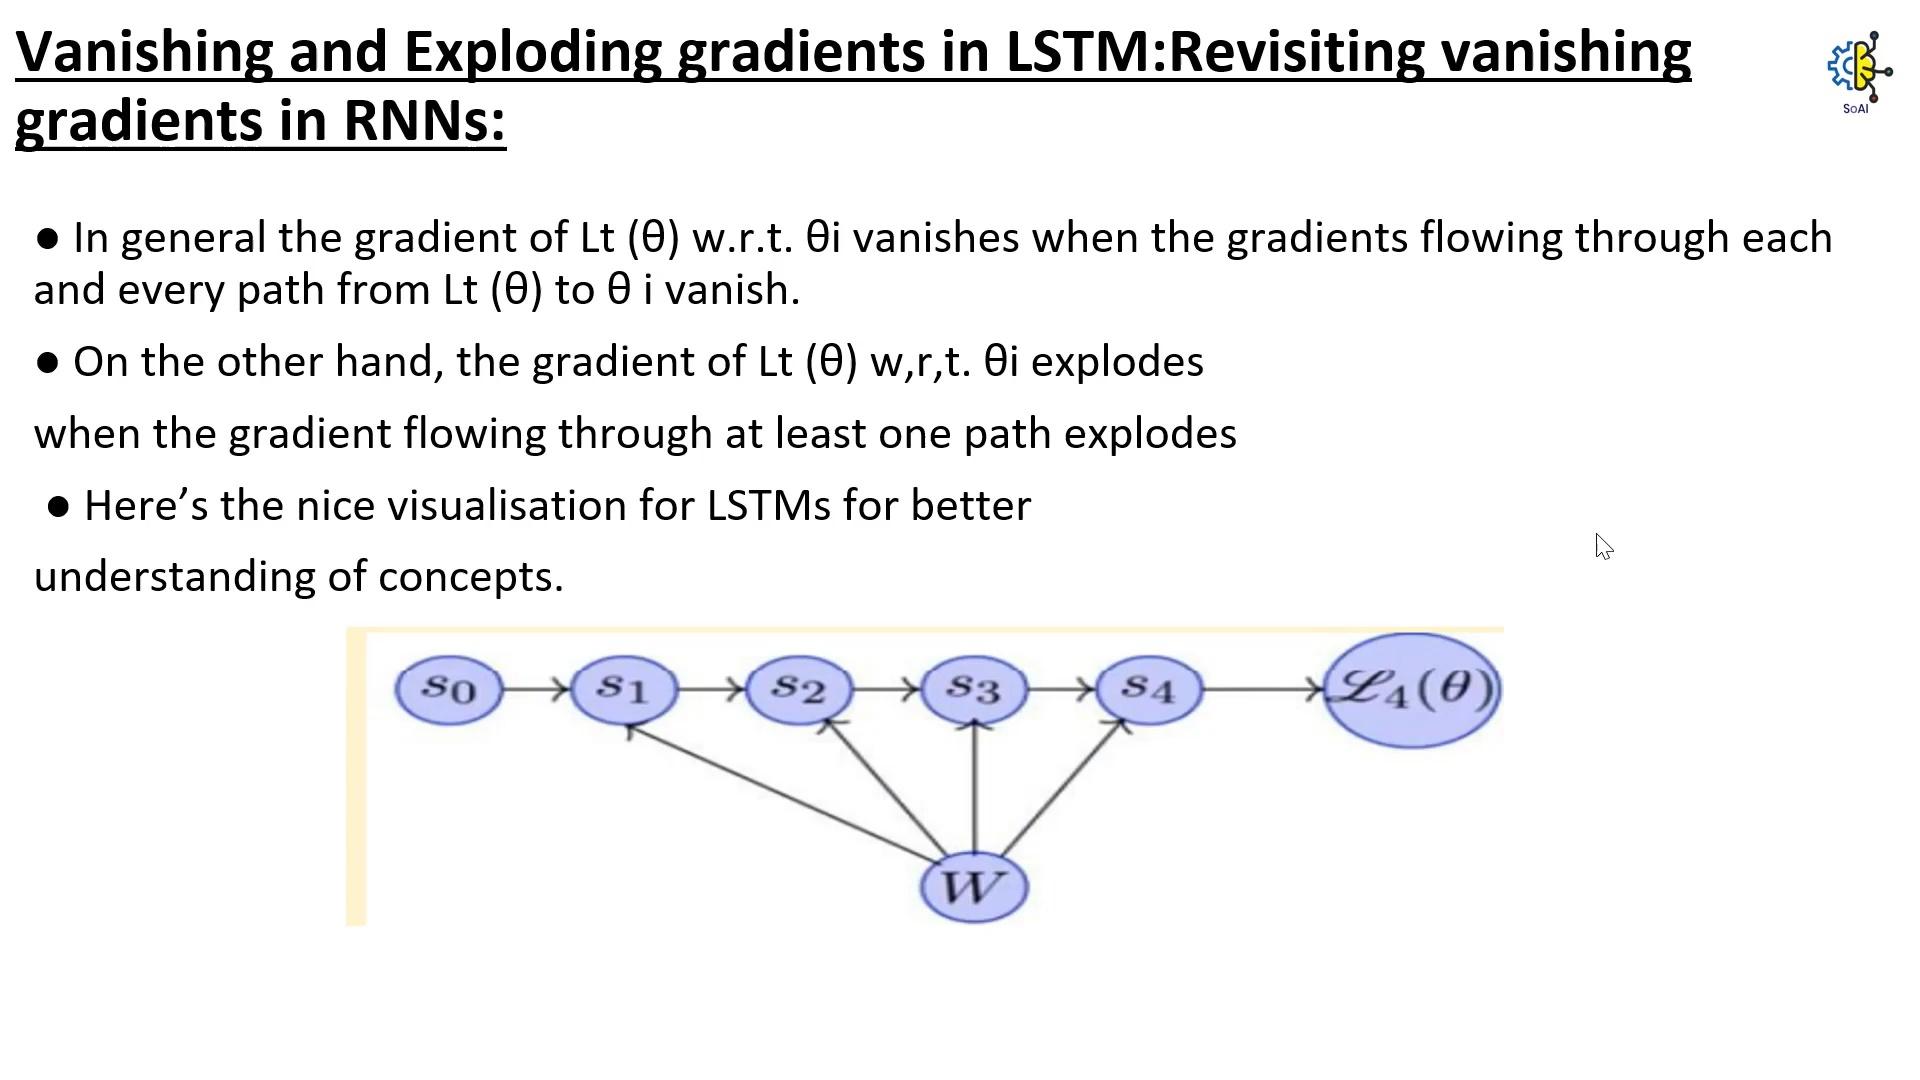 Vanishing and Exploding gradients in LSTM:Revisiting vanishing
gradients in RNNs:
SoAI
● In general the gradient of Lt (θ) w.r.t. θi vanishes when the gradients flowing through each
and every path from Lt (θ) to θ i vanish.
● On the other hand, the gradient of Lt (θ) w,r,t. θi explodes
when the gradient flowing through at least one path explodes
● Here’s the nice visualisation for LSTMs for better
understanding of concepts.
s₀ s₁ s₂ s₃ s₄ ℒ₄(θ)
W